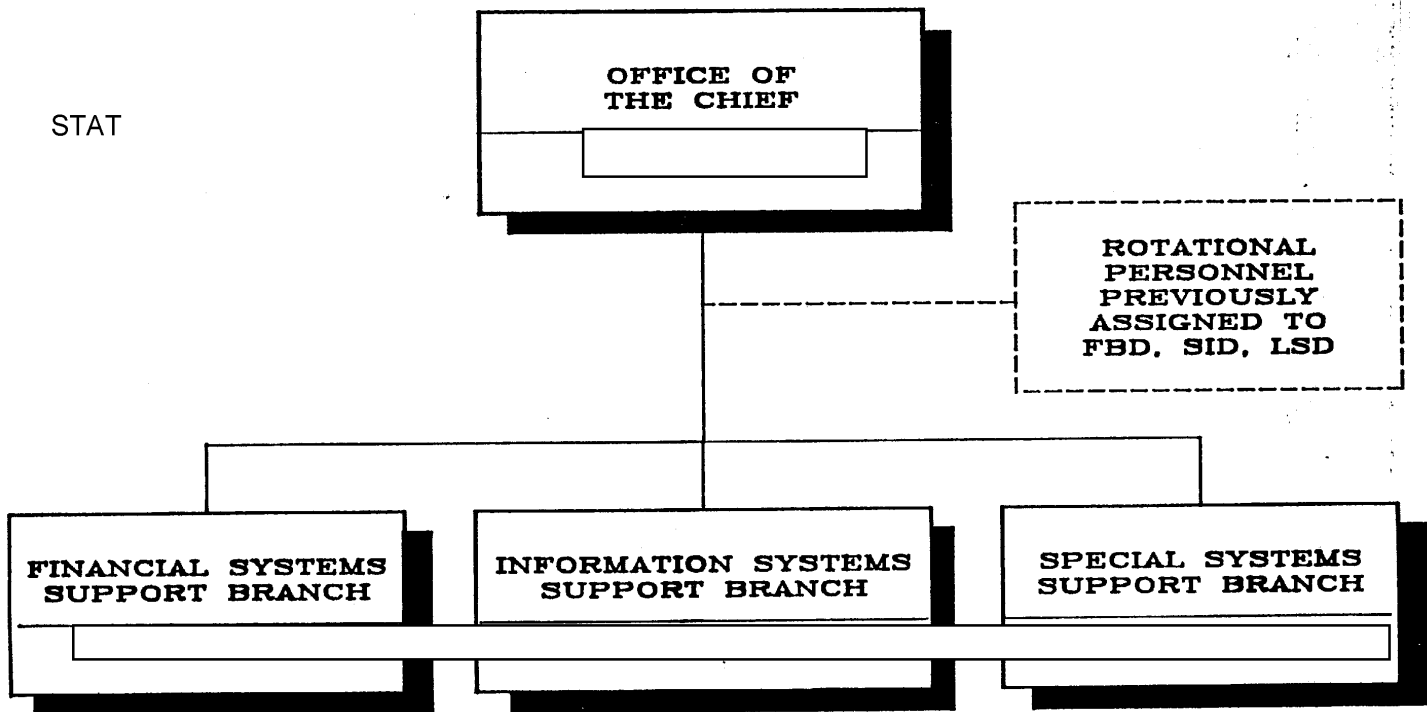 OFFICE OF
THE CHIEF
STAT
ROTATIONAL
PERSONNEL
PREVIOUSLY
ASSIGNED TO
FBD, SID, LSD
FINANCIAL SYSTEMS
SUPPORT BRANCH
INFORMATION SYSTEMS
SUPPORT BRANCH
SPECIAL SYSTEMS
SUPPORT BRANCH